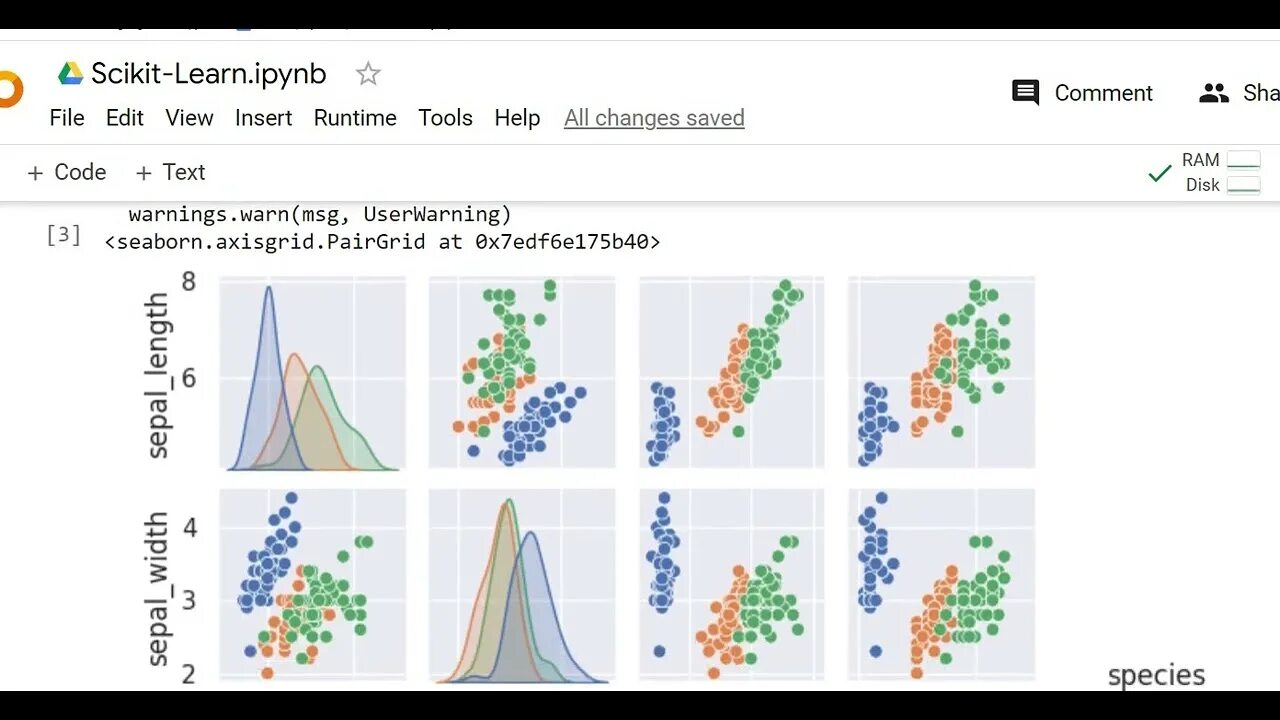 Scikit-Learn.ipynb
Comment
Sha
File Edit View Insert Runtime Tools Help All changes saved
+ Code + Text
RAM
Disk
warnings.warn(msg, UserWarning)
[3] <seaborn.axisgrid.PairGrid at 0x7edf6e175b40>
8
sepal_length
6
4
sepal_width
3
2
species